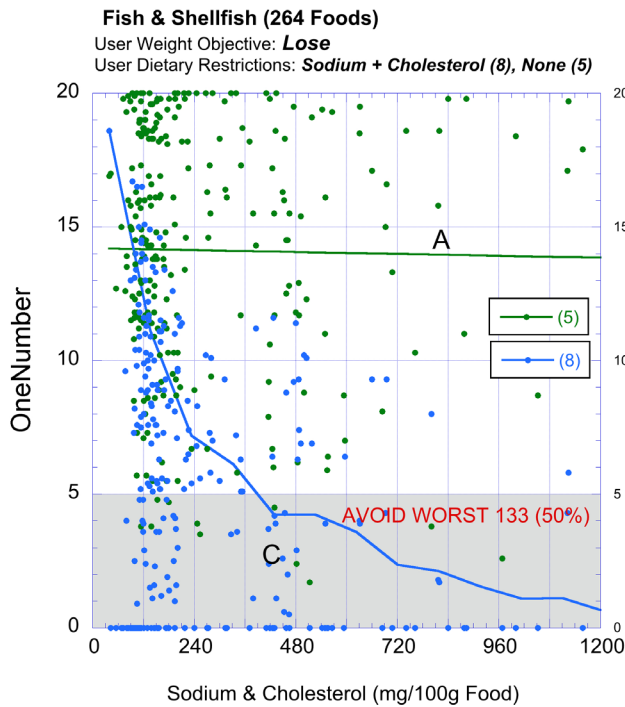 Fish & Shellfish (264 Foods)
User Weight Objective: Lose
User Dietary Restrictions: Sodium + Cholesterol (8), None (5)
20
20
15
15
10
10
5
5
0
0
OneNumber
A
(5)
(8)
AVOID WORST 133 (50%)
C
0 240 480 720 960 1200
Sodium & Cholesterol (mg/100g Food)